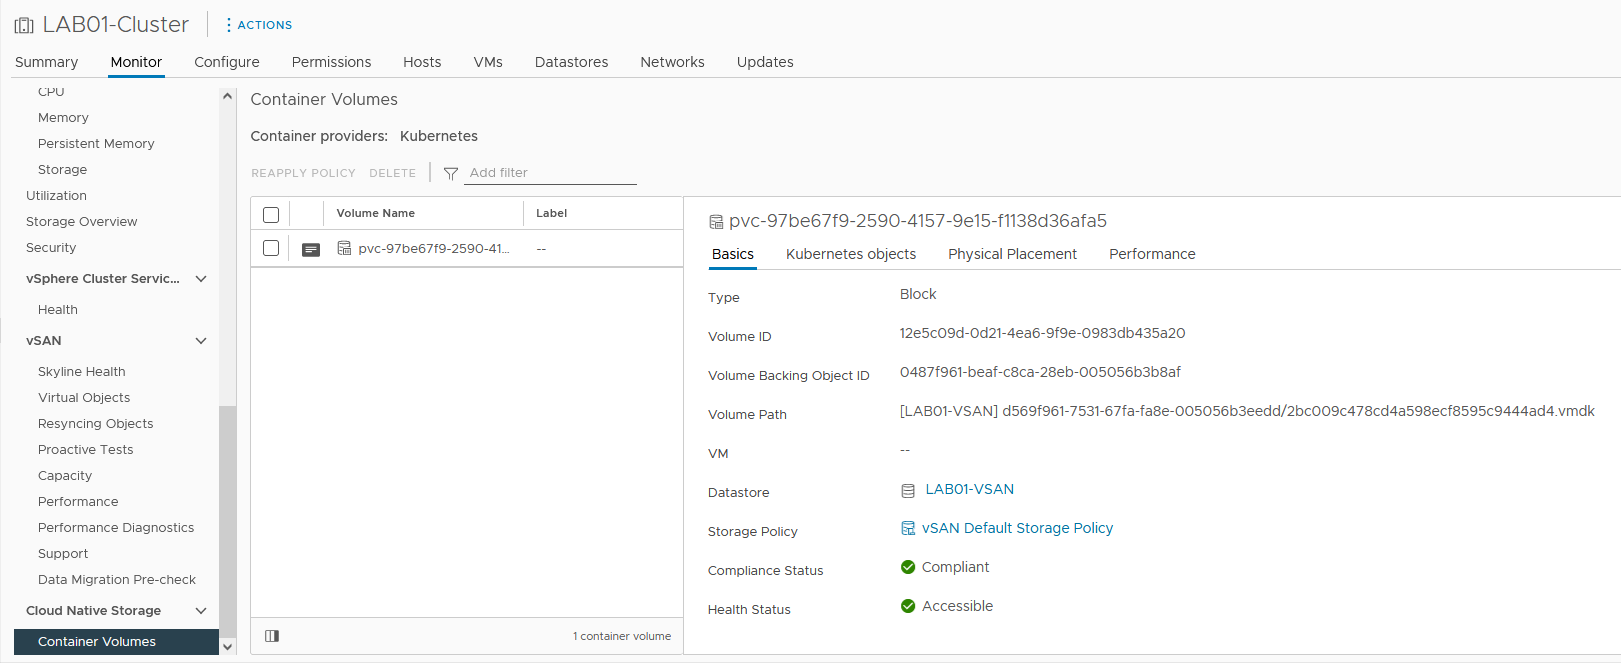 LAB01-Cluster
ACTIONS
Summary Monitor Configure Permissions Hosts VMs Datastores Networks Updates
CPU
Memory
Persistent Memory
Storage
Utilization
Storage Overview
Security
vSphere Cluster Servic...
Health
vSAN
Skyline Health
Virtual Objects
Resyncing Objects
Proactive Tests
Capacity
Performance
Performance Diagnostics
Support
Data Migration Pre-check
Cloud Native Storage
Container Volumes
Container Volumes
Container providers: Kubernetes
REAPPLY POLICY DELETE Add filter
Volume Name Label
pvc-97be67f9-2590-41... --
1 container volume
pvc-97be67f9-2590-4157-9e15-f1138d36afa5
Basics Kubernetes objects Physical Placement Performance
Type Block
Volume ID 12e5c09d-0d21-4ea6-9f9e-0983db435a20
Volume Backing Object ID 0487f961-beaf-c8ca-28eb-005056b3b8af
Volume Path [LAB01-VSAN] d569f961-7531-67fa-fa8e-005056b3eedd/2bc009c478cd4a598ecf8595c9444ad4.vmdk
VM --
Datastore LAB01-VSAN
Storage Policy vSAN Default Storage Policy
Compliance Status Compliant
Health Status Accessible